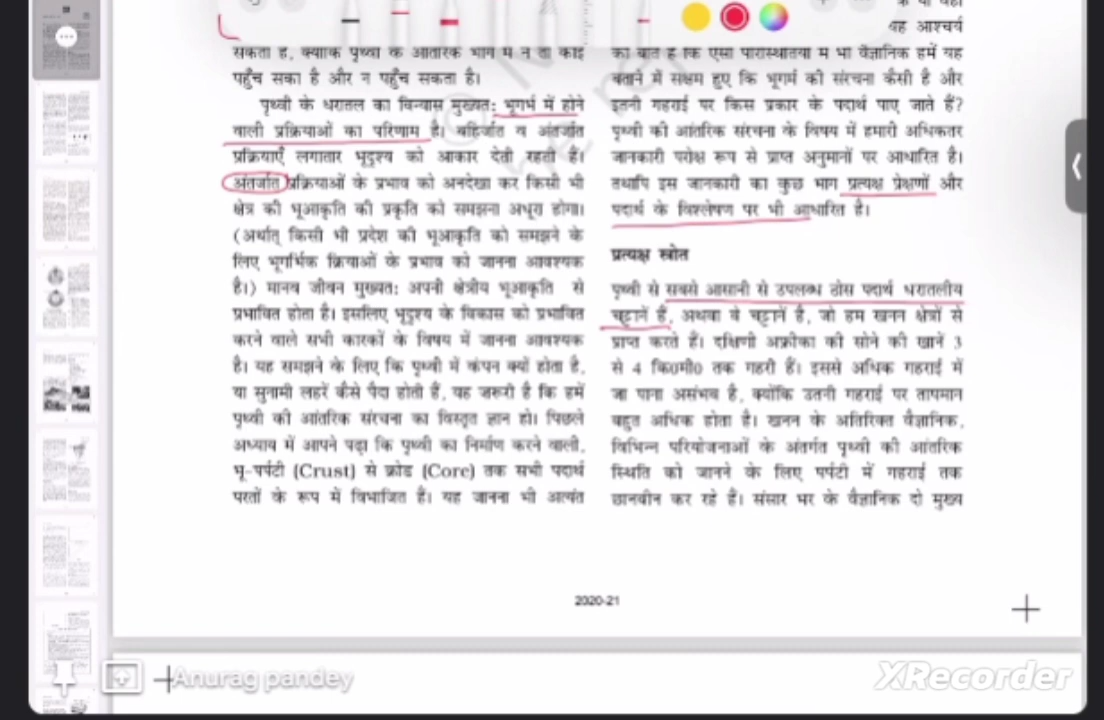 सकता है, क्योंकि पृथ्वी के आंतरिक भाग में न तो कोई
पहुँच सका है और न पहुँच सकता है।
पृथ्वी के धरातल का विन्यास मुख्यत: भूगर्भ में होने
वाली प्रक्रियाओं का परिणाम है। बहिर्जात व अंतर्जात
प्रक्रियाएँ लगातार भूदृश्य को आकार देती रहती हैं।
अंतर्जात प्रक्रियाओं के प्रभाव को अनदेखा कर किसी भी
क्षेत्र की भूआकृति की प्रकृति को समझना अधूरा होगा।
(अर्थात् किसी भी प्रदेश की भूआकृति को समझने के
लिए भूगर्भिक क्रियाओं के प्रभाव को जानना आवश्यक
है।) मानव जीवन मुख्यत: अपनी क्षेत्रीय भूआकृति से
प्रभावित होता है। इसलिए भूदृश्य के विकास को प्रभावित
करने वाले सभी कारकों के विषय में जानना आवश्यक
है। यह समझने के लिए कि पृथ्वी में कंपन क्यों होता है,
या सुनामी लहरें कैसे पैदा होती हैं, यह जरूरी है कि हमें
पृथ्वी की आंतरिक संरचना का विस्तृत ज्ञान हो। पिछले
अध्याय में आपने पढ़ा कि पृथ्वी का निर्माण करने वाली,
भू-पर्पटी (Crust) से क्रोड (Core) तक सभी पदार्थ
परतों के रूप में विभाजित हैं। यह जानना भी अत्यंत
यह आश्चर्य
की बात है कि ऐसी परिस्थितियों में भी वैज्ञानिक हमें यह
बताने में सक्षम हुए कि भूगर्भ की संरचना कैसी है और
इतनी गहराई पर किस प्रकार के पदार्थ पाए जाते हैं?
पृथ्वी की आंतरिक संरचना के विषय में हमारी अधिकतर
जानकारी परोक्ष रूप से प्राप्त अनुमानों पर आधारित है।
तथापि इस जानकारी का कुछ भाग प्रत्यक्ष प्रेक्षणों और
पदार्थ के विश्लेषण पर भी आधारित है।
प्रत्यक्ष स्रोत
पृथ्वी से सबसे आसानी से उपलब्ध ठोस पदार्थ धरातलीय
चट्टानें हैं, अथवा वे चट्टानें है, जो हम खनन क्षेत्रों से
प्राप्त करते हैं। दक्षिणी अफ्रीका की सोने की खानें 3
से 4 कि॰मी॰ तक गहरी हैं। इससे अधिक गहराई में
जा पाना असंभव है, क्योंकि उतनी गहराई पर तापमान
बहुत अधिक होता है। खनन के अतिरिक्त वैज्ञानिक,
विभिन्न परियोजनाओं के अंतर्गत पृथ्वी की आंतरिक
स्थिति को जानने के लिए पर्पटी में गहराई तक
छानबीन कर रहे हैं। संसार भर के वैज्ञानिक दो मुख्य
2020-21
Anurag pandey
XRecorder